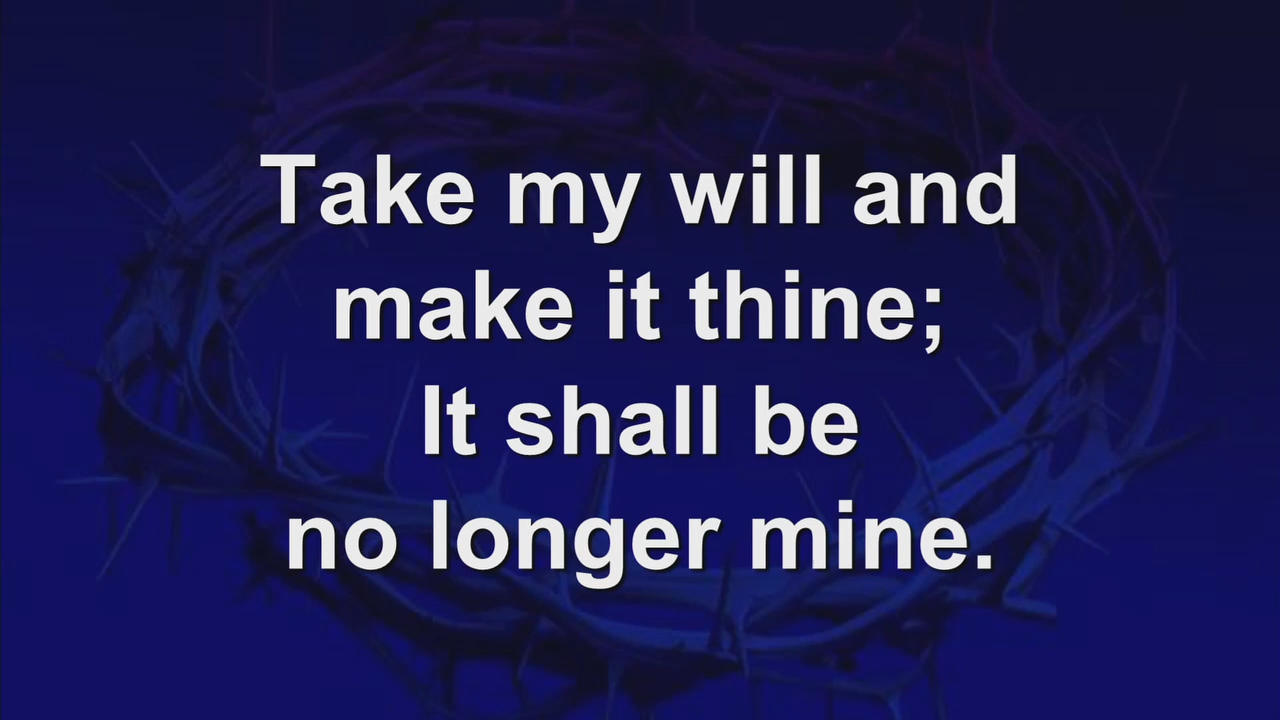 Take my will and
make it thine;
It shall be
no longer mine.